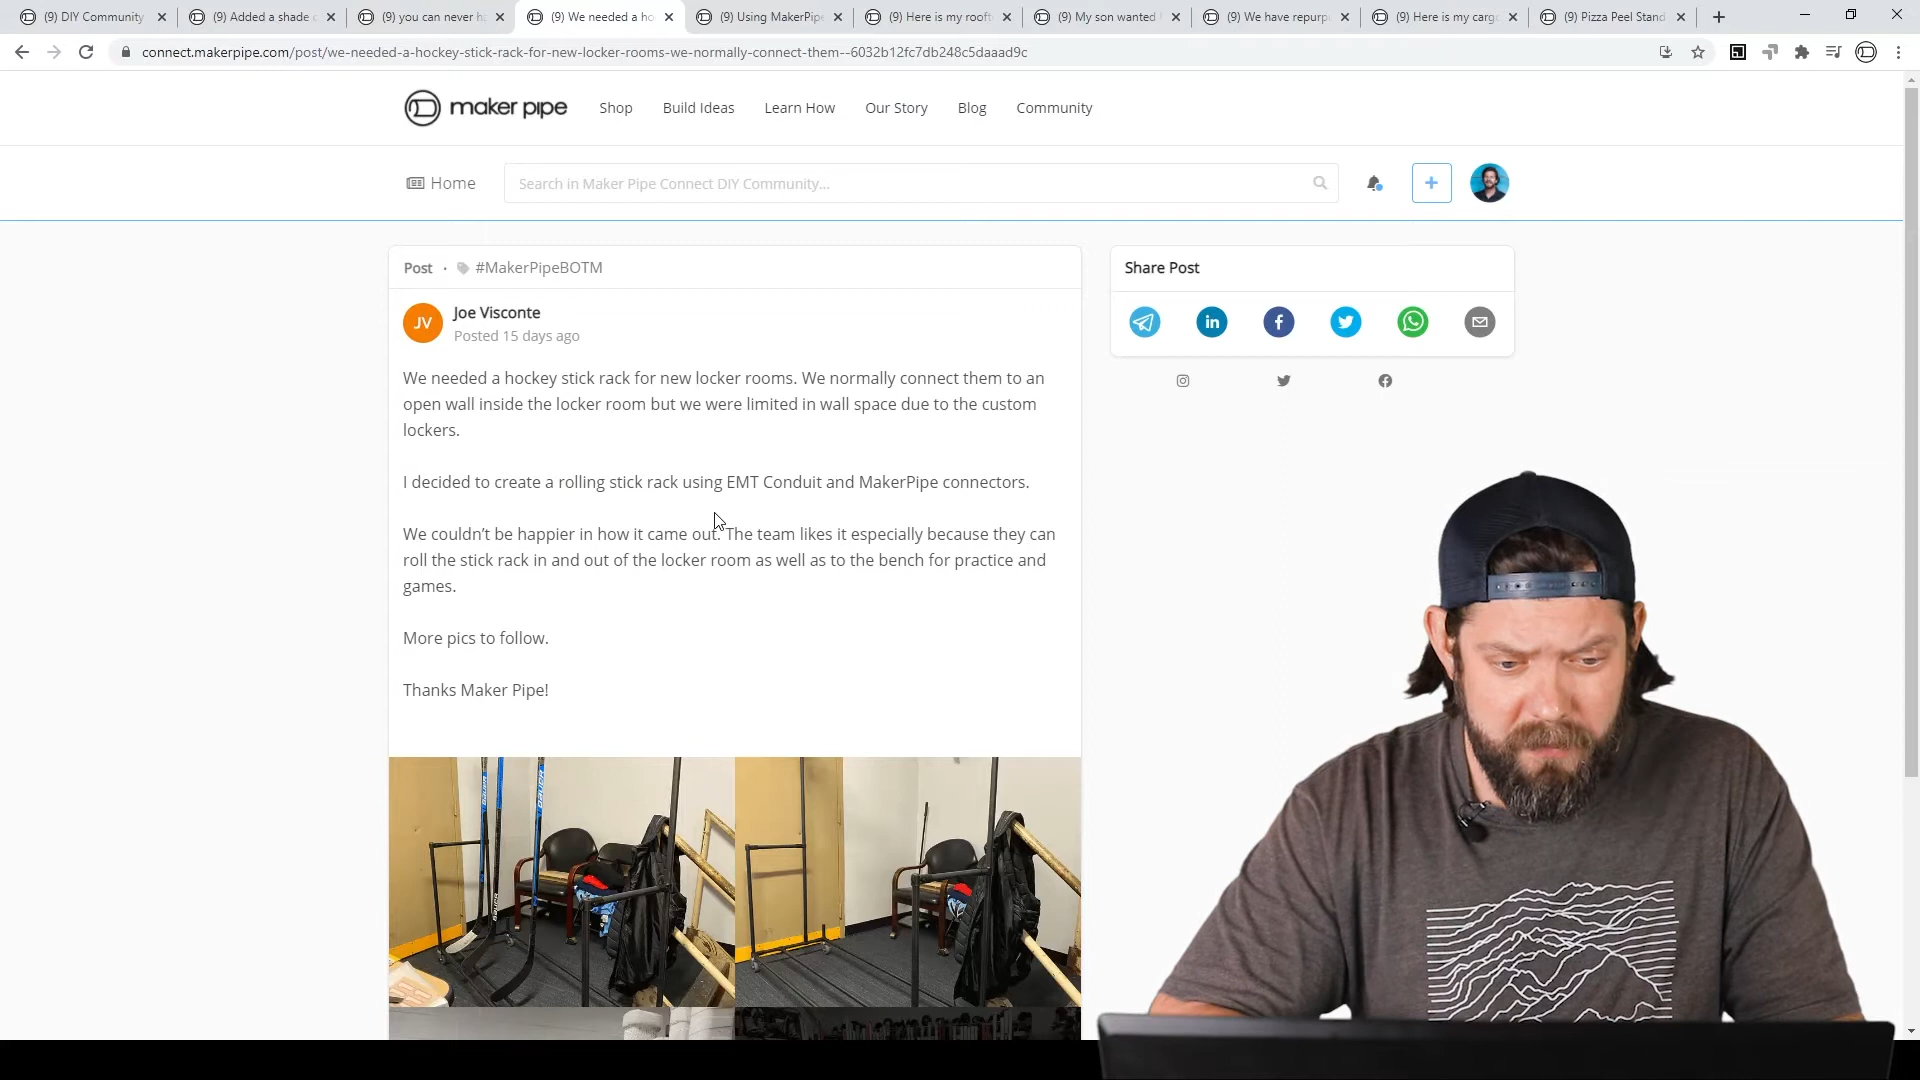 (9) DIY Community
(9) Added a shade
(9) you can never h
(9) We needed a ho
(9) Using MakerPipe
(9) Here is my rooft
(9) My son wanted
(9) We have repurp
(9) Here is my carg
(9) Pizza Peel Stand
connect.makerpipe.com/post/we-needed-a-hockey-stick-rack-for-new-locker-rooms-we-normally-connect-them--6032b12fc7db248c5daaad9c
maker pipe
Shop
Build Ideas
Learn How
Our Story
Blog
Community
Home
Search in Maker Pipe Connect DIY Community...
Post · #MakerPipeBOTM
JV
Joe Visconte
Posted 15 days ago
We needed a hockey stick rack for new locker rooms. We normally connect them to an
open wall inside the locker room but we were limited in wall space due to the custom
lockers.
I decided to create a rolling stick rack using EMT Conduit and MakerPipe connectors.
We couldn’t be happier in how it came out. The team likes it especially because they can
roll the stick rack in and out of the locker room as well as to the bench for practice and
games.
More pics to follow.
Thanks Maker Pipe!
Share Post
BAUER
BAUER